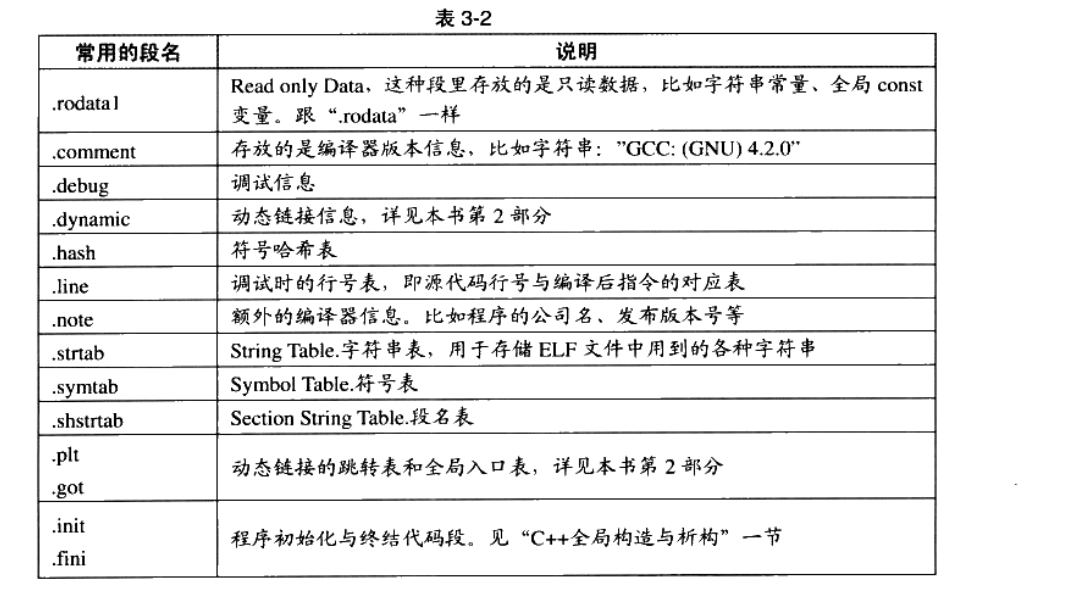 表 3-2
常用的段名 说明
.rodata1 Read only Data，这种段里存放的是只读数据，比如字符串常量、全局 const
变量。跟“.rodata”一样
.comment 存放的是编译器版本信息，比如字符串：”GCC: (GNU) 4.2.0”
.debug 调试信息
.dynamic 动态链接信息，详见本书第 2 部分
.hash 符号哈希表
.line 调试时的行号表，即源代码行号与编译后指令的对应表
.note 额外的编译器信息。比如程序的公司名、发布版本号等
.strtab String Table.字符串表，用于存储 ELF 文件中用到的各种字符串
.symtab Symbol Table.符号表
.shstrtab Section String Table.段名表
.plt
.got
动态链接的跳转表和全局入口表，详见本书第 2 部分
.init
.fini
程序初始化与终结代码段。见“C++全局构造与析构”一节